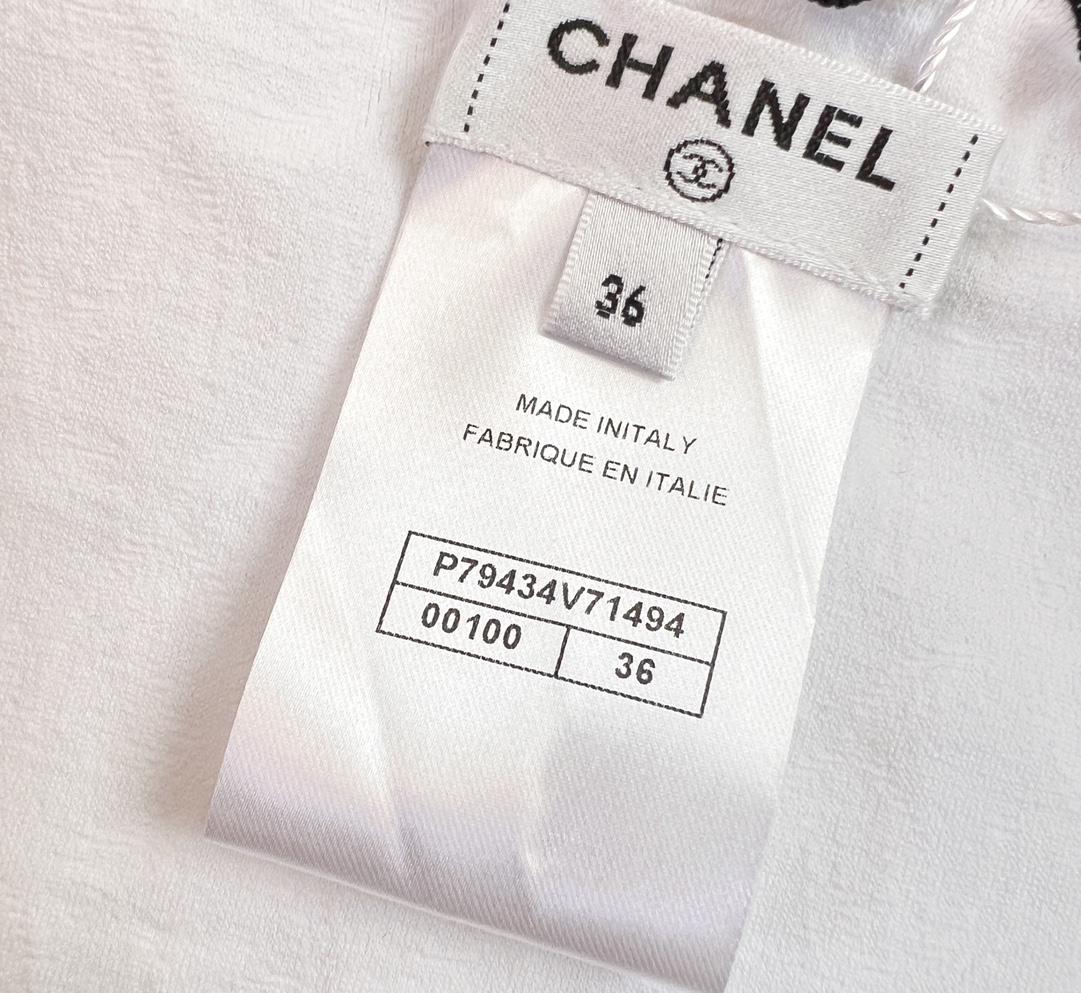 CHANEL
36
MADE INITALY
FABRIQUE EN ITALIE
P79434V71494
00100 36